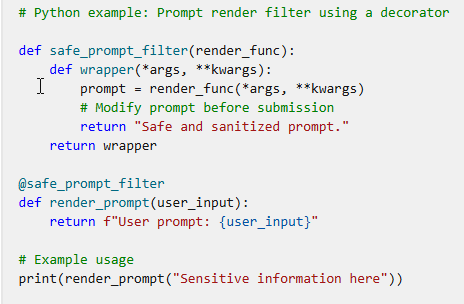 # Python example: Prompt render filter using a decorator
def safe_prompt_filter(render_func):
    def wrapper(*args, **kwargs):
        prompt = render_func(*args, **kwargs)
        # Modify prompt before submission
        return "Safe and sanitized prompt."
    return wrapper
@safe_prompt_filter
def render_prompt(user_input):
    return f"User prompt: {user_input}"
# Example usage
print(render_prompt("Sensitive information here"))